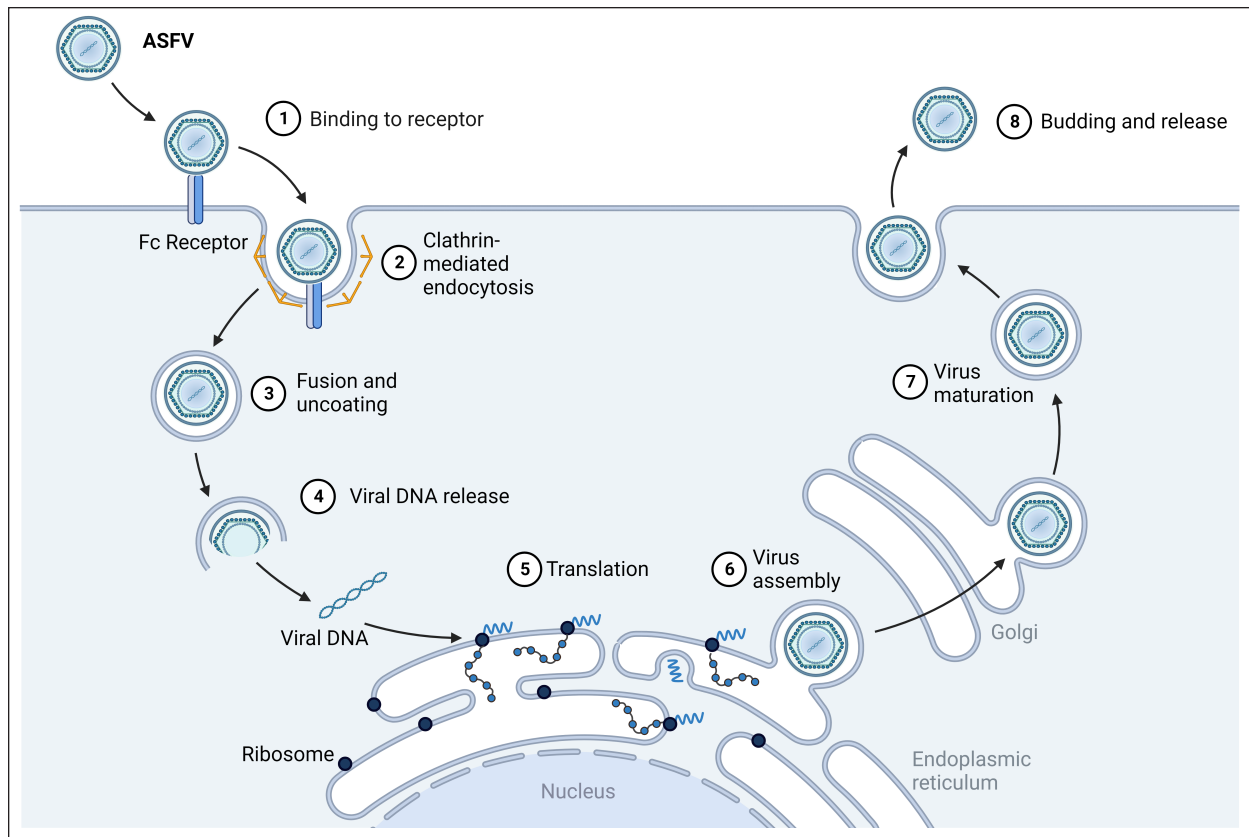 ASFV
1 Binding to receptor
Fc Receptor
2 Clathrin-
mediated
endocytosis
3 Fusion and
uncoating
4 Viral DNA release
Viral DNA
5 Translation
6 Virus
assembly
Ribosome
Nucleus
Endoplasmic
reticulum
Golgi
7 Virus
maturation
8 Budding and release